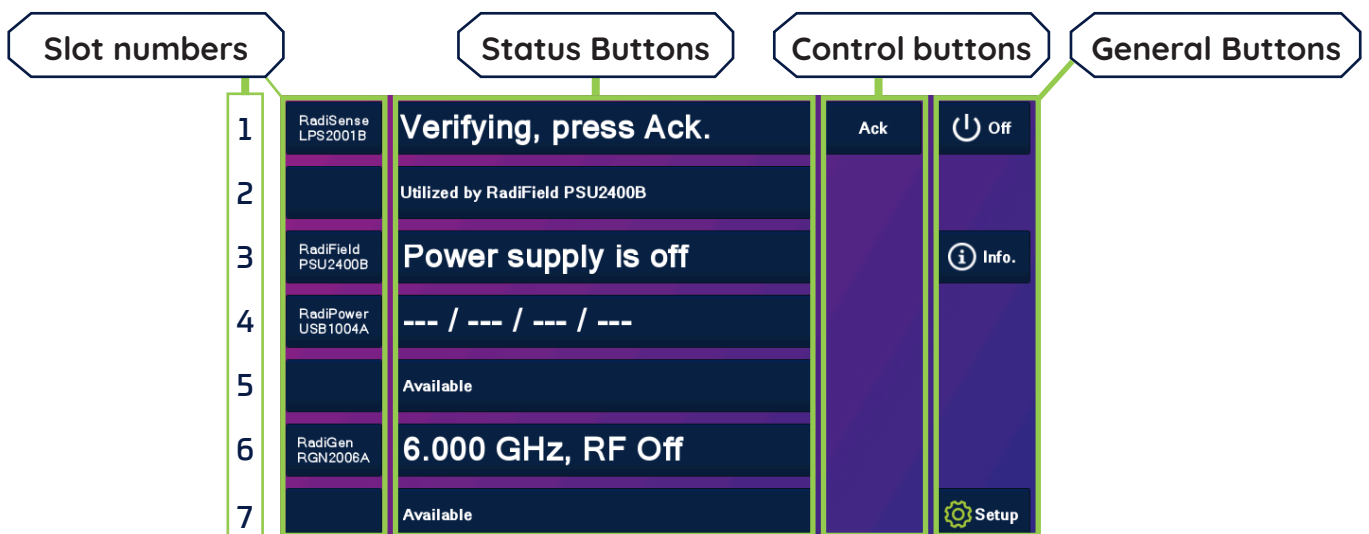 Slot numbers
Status Buttons
Control buttons
General Buttons
1
RadiSense
LPS2001B
Verifying, press Ack.
Ack
Off
2
Utilized by RadiField PSU2400B
3
RadiField
PSU2400B
Power supply is off
Info.
4
RadiPower
USB1004A
--- / --- / --- / ---
5
Available
6
RadiGen
RGN2006A
6.000 GHz, RF Off
7
Available
Setup